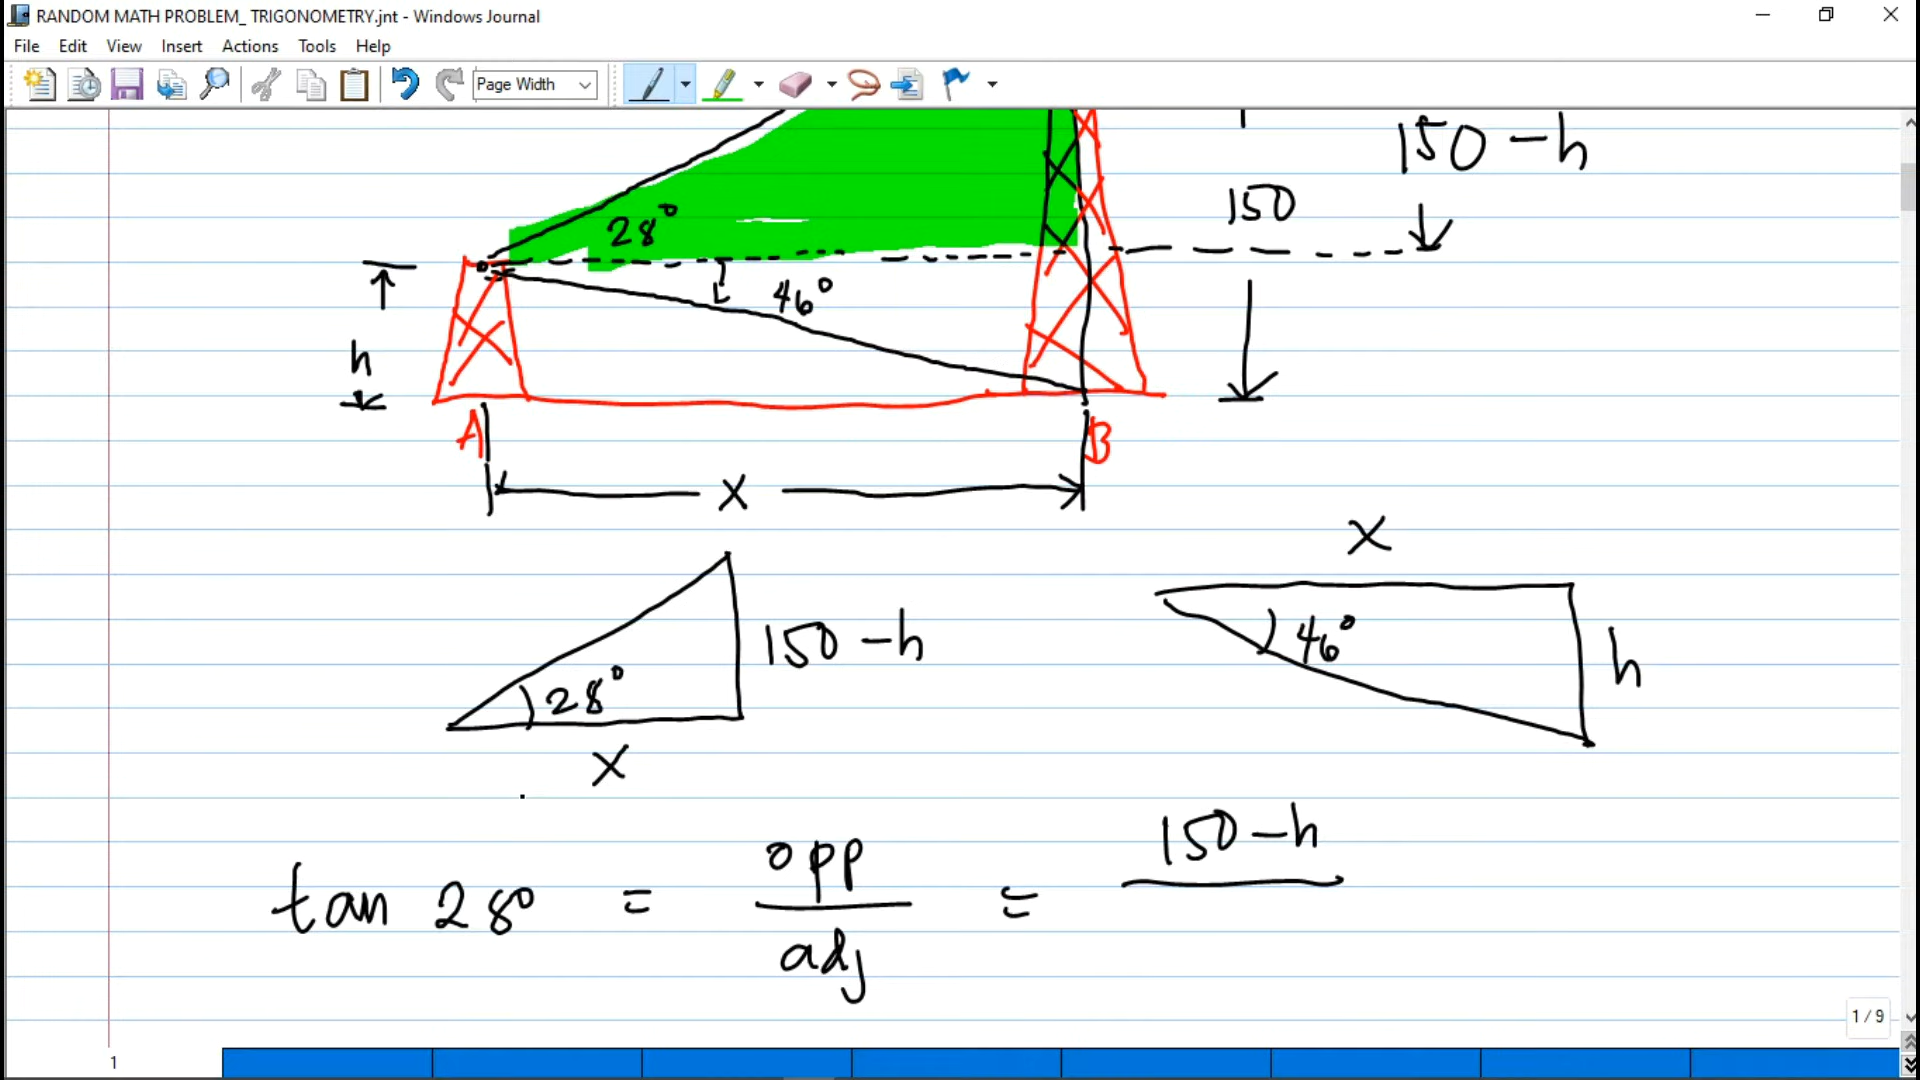 RANDOM MATH PROBLEM_ TRIGONOMETRY.jnt - Windows Journal
File Edit View Insert Actions Tools Help
Page Width
150 - h
150
28°
46°
h
A
B
x
x
150 - h
46°
h
28°
x
150 - h
tan 28° = opp/adj =
1 / 9
1